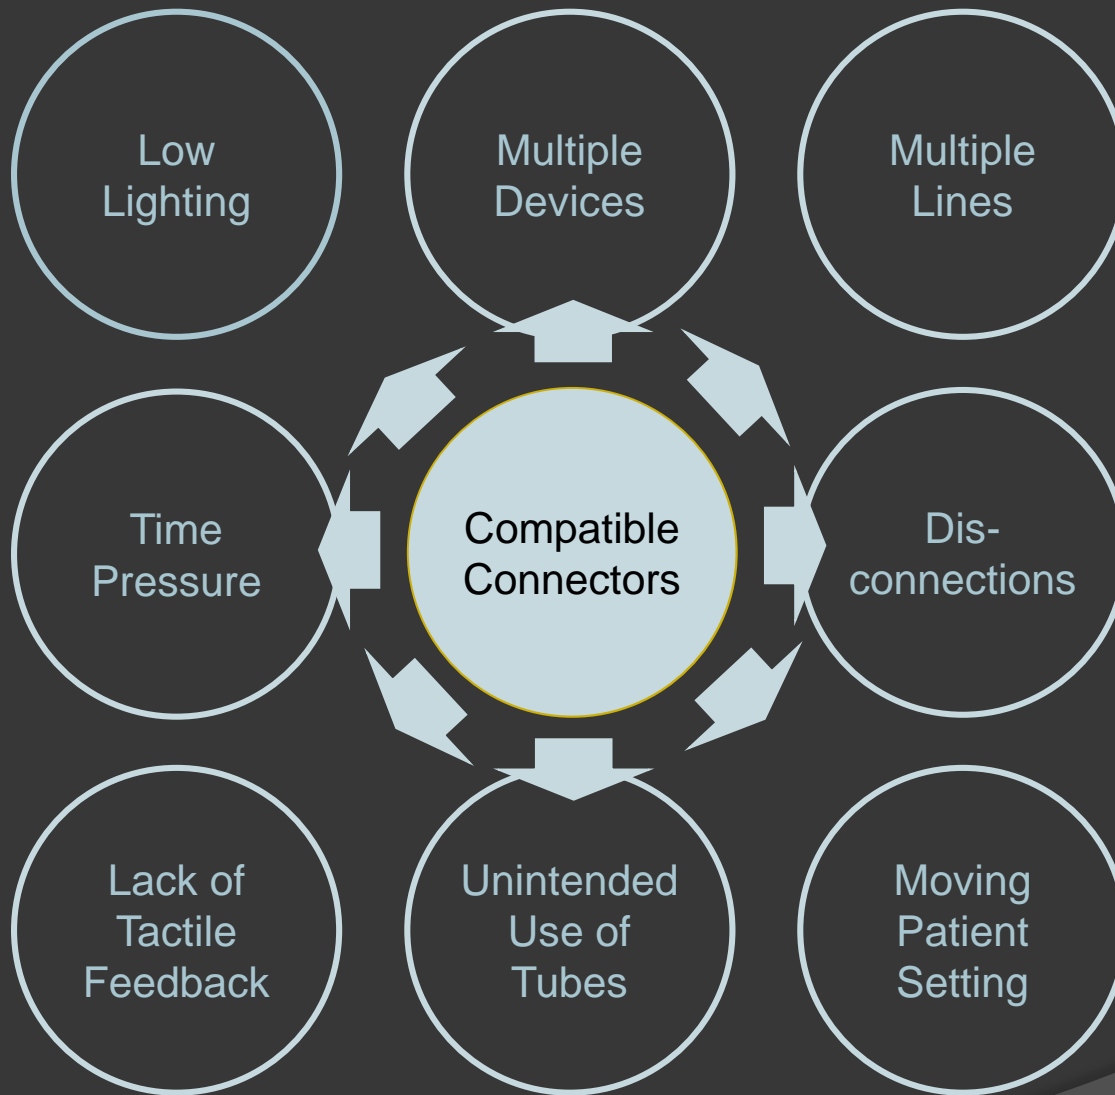 Low
Lighting
Multiple
Devices
Multiple
Lines
Time
Pressure
Compatible
Connectors
Dis-
connections
Lack of
Tactile
Feedback
Unintended
Use of
Tubes
Moving
Patient
Setting